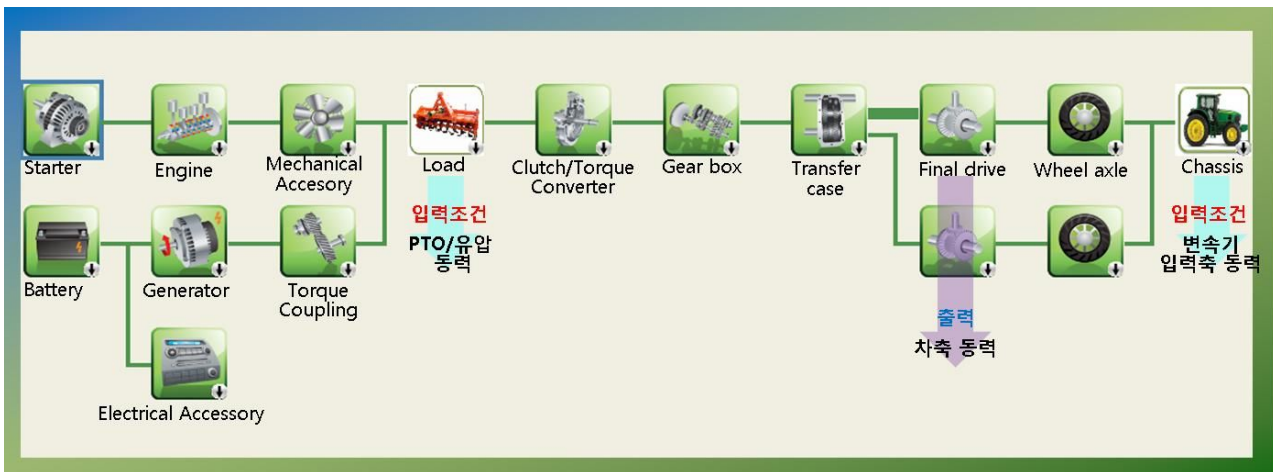 Starter
Engine
Mechanical
Accesory
Load
Clutch/Torque
Converter
Gear box
Transfer
case
Final drive
Wheel axle
Chassis
입력조건
PTO/유압
동력
입력조건
변속기
입력축 동력
Battery
Generator
Torque
Coupling
출력
차축 동력
Electrical Accessory